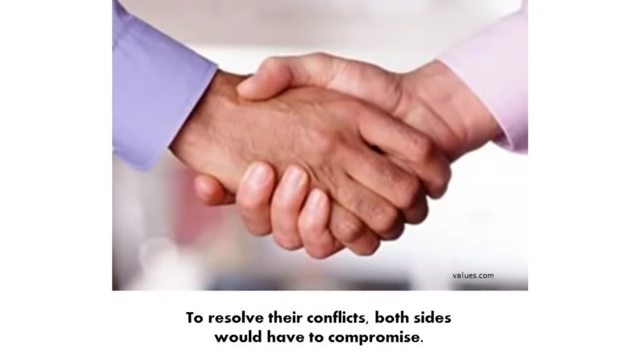 values.com
To resolve their conflicts, both sides
would have to compromise.